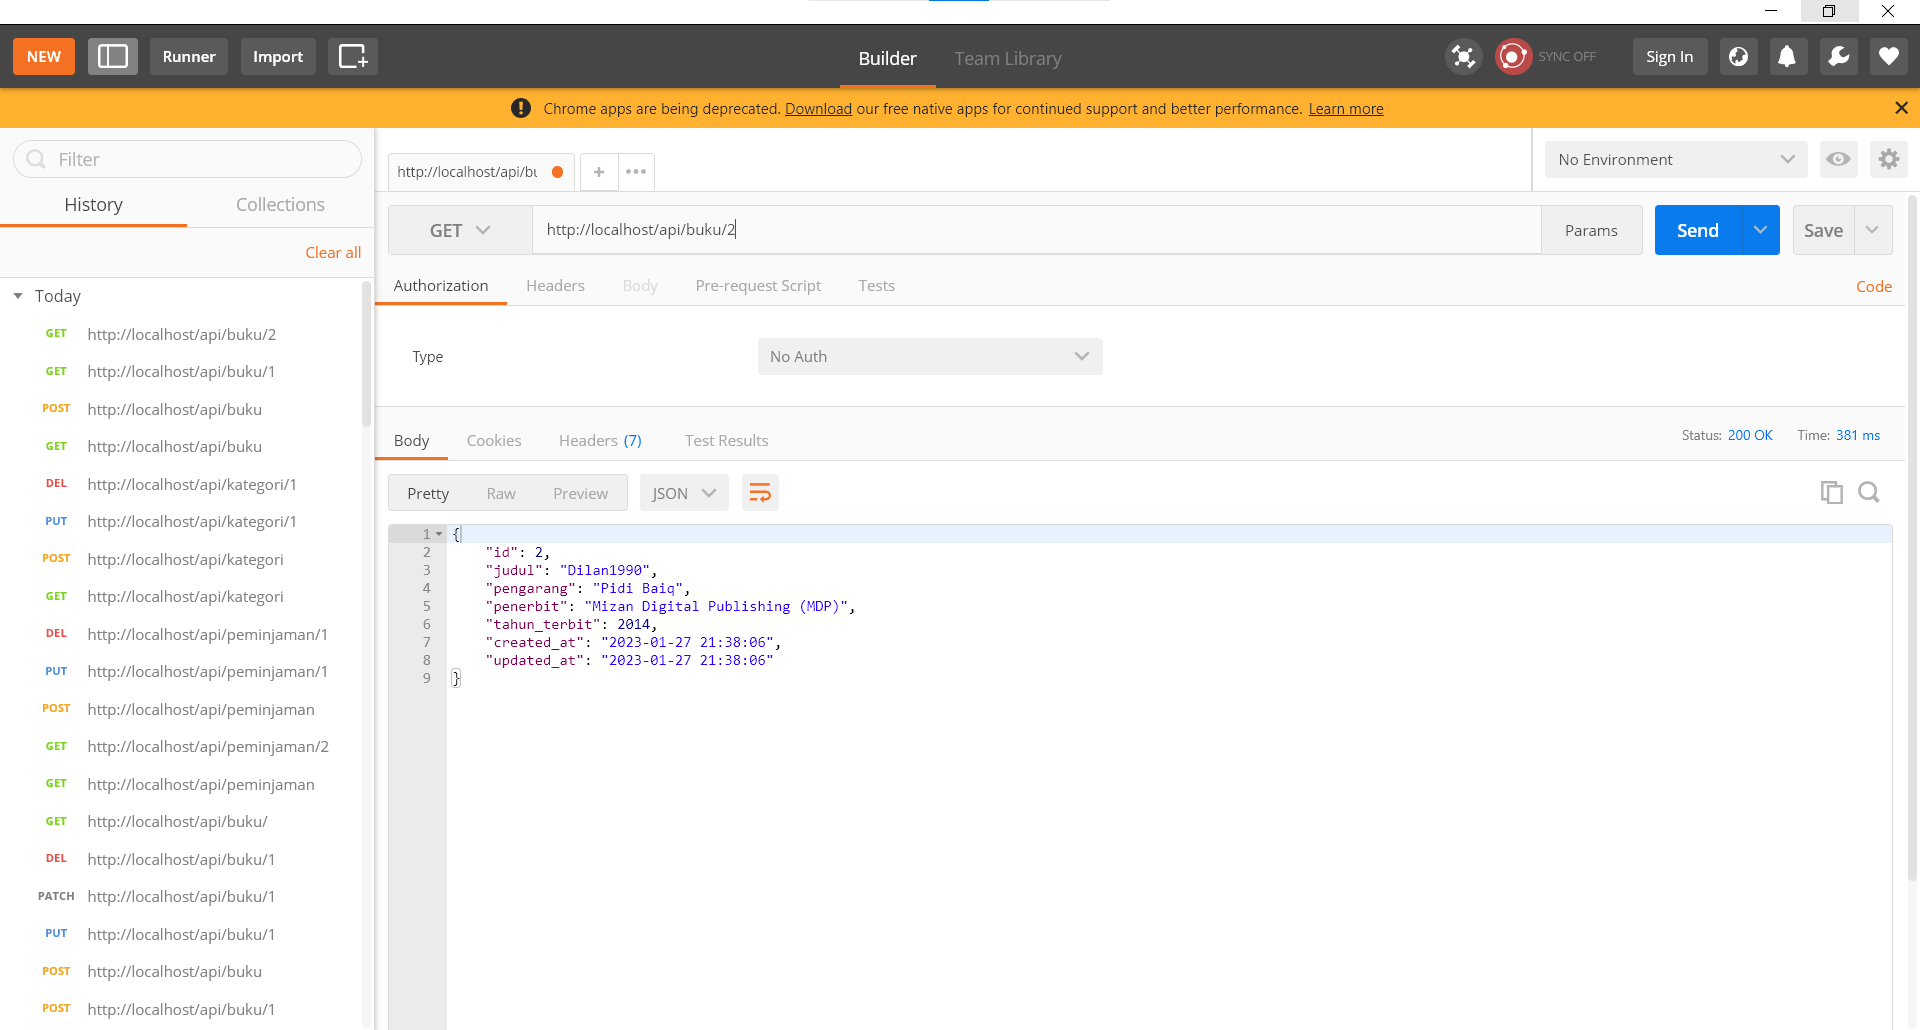 NEW Runner Import Builder Team Library SYNC OFF Sign In
Chrome apps are being deprecated. Download our free native apps for continued support and better performance. Learn more
Filter
History Collections
Clear all
Today
GET http://localhost/api/buku/2
GET http://localhost/api/buku/1
POST http://localhost/api/buku
GET http://localhost/api/buku
DEL http://localhost/api/kategori/1
PUT http://localhost/api/kategori/1
POST http://localhost/api/kategori
GET http://localhost/api/kategori
DEL http://localhost/api/peminjaman/1
PUT http://localhost/api/peminjaman/1
POST http://localhost/api/peminjaman
GET http://localhost/api/peminjaman/2
GET http://localhost/api/peminjaman
GET http://localhost/api/buku/
DEL http://localhost/api/buku/1
PATCH http://localhost/api/buku/1
PUT http://localhost/api/buku/1
POST http://localhost/api/buku
POST http://localhost/api/buku/1
http://localhost/api/bu + ••• No Environment
GET http://localhost/api/buku/2 Params Send Save
Authorization Headers Body Pre-request Script Tests Code
Type No Auth
Body Cookies Headers (7) Test Results Status: 200 OK Time: 381 ms
Pretty Raw Preview JSON
1 {
2 "id": 2,
3 "judul": "Dilan1990",
4 "pengarang": "Pidi Baiq",
5 "penerbit": "Mizan Digital Publishing (MDP)",
6 "tahun_terbit": 2014,
7 "created_at": "2023-01-27 21:38:06",
8 "updated_at": "2023-01-27 21:38:06"
9 }